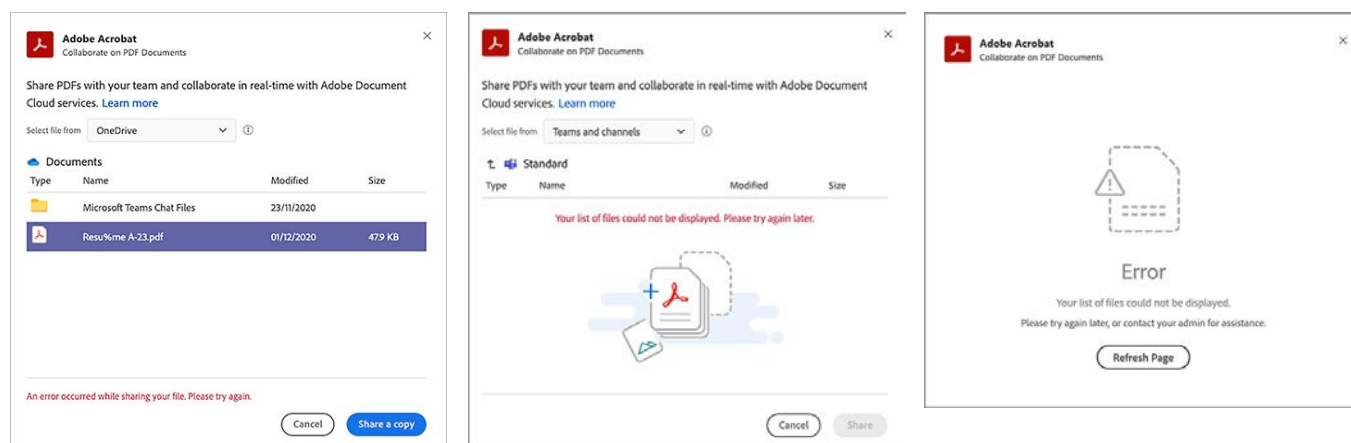 Adobe Acrobat
Collaborate on PDF Documents
Share PDFs with your team and collaborate in real-time with Adobe Document
Cloud services. Learn more
Select file from OneDrive
Documents
Type Name Modified Size
Microsoft Teams Chat Files 23/11/2020
Resu%me A-23.pdf 01/12/2020 47.9 KB
An error occurred while sharing your file. Please try again.
Cancel Share a copy
Adobe Acrobat
Collaborate on PDF Documents
Share PDFs with your team and collaborate in real-time with Adobe Document
Cloud services. Learn more
Select file from Teams and channels
Standard
Type Name Modified Size
Your list of files could not be displayed. Please try again later.
Cancel Share
Adobe Acrobat
Collaborate on PDF Documents
Error
Your list of files could not be displayed.
Please try again later, or contact your admin for assistance.
Refresh Page